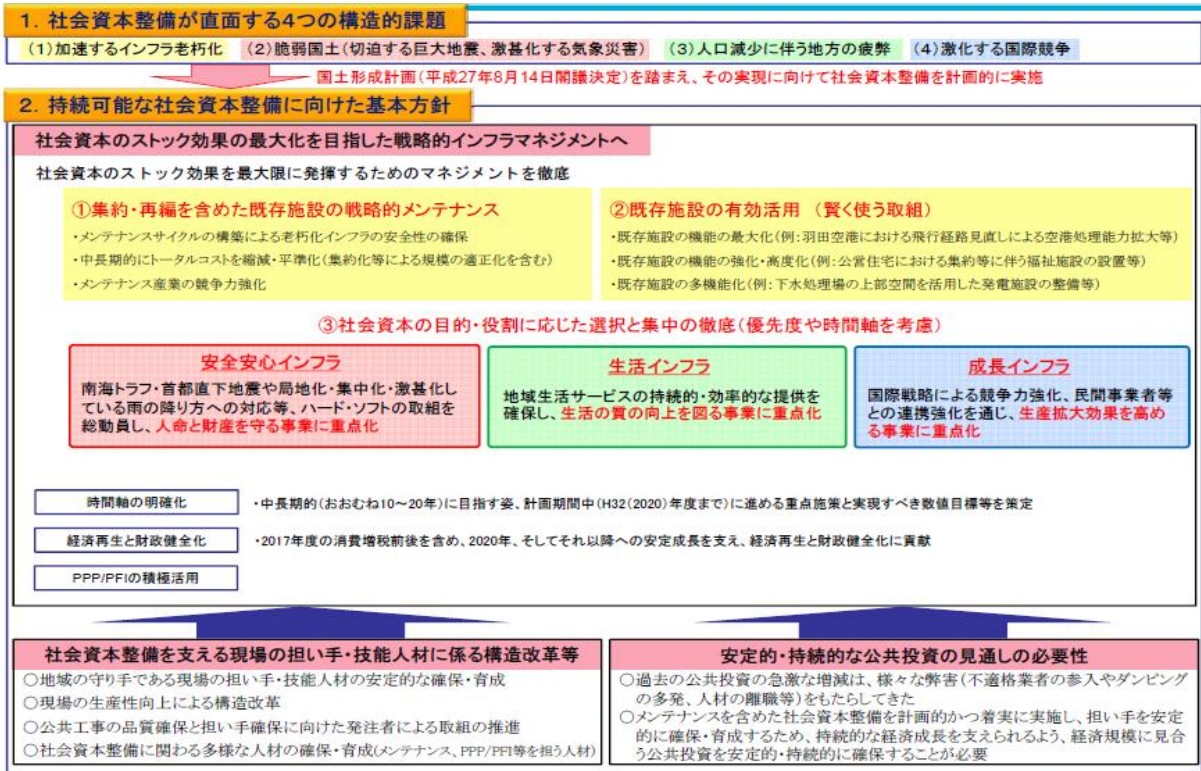 1. 社会資本整備が直面する4つの構造的課題
(1)加速するインフラ老朽化 (2)脆弱国土(切迫する巨大地震、激甚化する気象災害) (3)人口減少に伴う地方の疲弊 (4)激化する国際競争
国土形成計画(平成27年8月14日閣議決定)を踏まえ、その実現に向けて社会資本整備を計画的に実施
2. 持続可能な社会資本整備に向けた基本方針
社会資本のストック効果の最大化を目指した戦略的インフラマネジメントへ
社会資本のストック効果を最大限に発揮するためのマネジメントを徹底
①集約・再編を含めた既存施設の戦略的メンテナンス
・メンテナンスサイクルの構築による老朽化インフラの安全性の確保
・中長期的にトータルコストを縮減・平準化(集約化等による規模の適正化を含む)
・メンテナンス産業の競争力強化
②既存施設の有効活用 (賢く使う取組)
・既存施設の機能の最大化(例:羽田空港における飛行経路見直しによる空港処理能力拡大等)
・既存施設の機能の強化・高度化(例:公営住宅における集約等に伴う福祉施設の設置等)
・既存施設の多機能化(例:下水処理場の上部空間を活用した発電施設の整備等)
③社会資本の目的・役割に応じた選択と集中の徹底(優先度や時間軸を考慮)
安全安心インフラ
南海トラフ・首都直下地震や局地化・集中化・激甚化し
ている雨の降り方への対応等、ハード・ソフトの取組を
総動員し、人命と財産を守る事業に重点化
生活インフラ
地域生活サービスの持続的・効率的な提供を
確保し、生活の質の向上を図る事業に重点化
成長インフラ
国際戦略による競争力強化、民間事業者等
との連携強化を通じ、生産拡大効果を高め
る事業に重点化
時間軸の明確化
・中長期的(おおむね10~20年)に目指す姿、計画期間中(H32(2020)年度まで)に進める重点施策と実現すべき数値目標等を策定
経済再生と財政健全化
・2017年度の消費増税前後を含め、2020年、そしてそれ以降への安定成長を支え、経済再生と財政健全化に貢献
PPP/PFIの積極活用
社会資本整備を支える現場の担い手・技能人材に係る構造改革等
○地域の守り手である現場の担い手・技能人材の安定的な確保・育成
○現場の生産性向上による構造改革
○公共工事の品質確保と担い手確保に向けた発注者による取組の推進
○社会資本整備に関わる多様な人材の確保・育成(メンテナンス、PPP/PFI等を担う人材)
安定的・持続的な公共投資の見通しの必要性
○過去の公共投資の急激な増減は、様々な弊害(不適格業者の参入やダンピング
の多発、人材の離職等)をもたらしてきた
○メンテナンスを含めた社会資本整備を計画的かつ着実に実施し、担い手を安定
的に確保・育成するため、持続的な経済成長を支えられるよう、経済規模に見合
う公共投資を安定的・持続的に確保することが必要